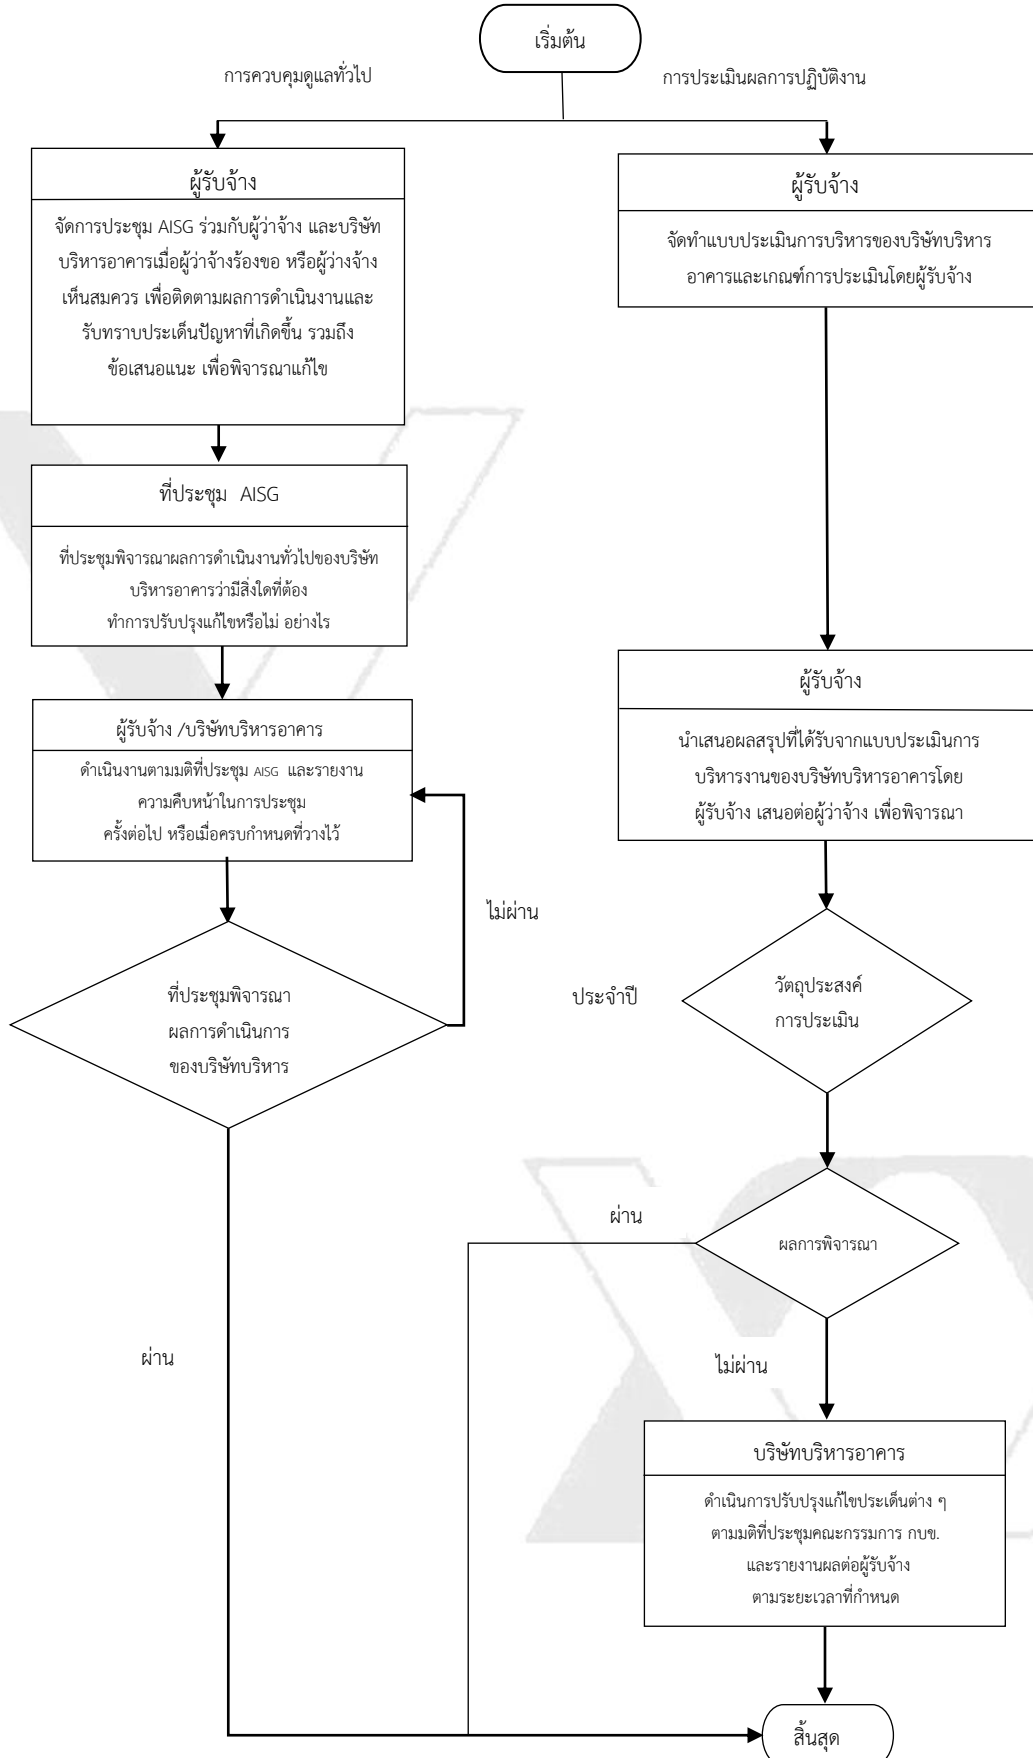 เริ่มต้น
การควบคุมดูแลทั่วไป
การประเมินผลการปฏิบัติงาน
ผู้รับจ้าง
จัดการประชุม AISG ร่วมกับผู้ว่าจ้าง และบริษัท
บริหารอาคารเมื่อผู้ว่าจ้างร้องขอ หรือผู้ว่างจ้าง
เห็นสมควร เพื่อติดตามผลการดำเนินงานและ
รับทราบประเด็นปัญหาที่เกิดขึ้น รวมถึง
ข้อเสนอแนะ เพื่อพิจารณาแก้ไข
ที่ประชุม AISG
ที่ประชุมพิจารณาผลการดำเนินงานทั่วไปของบริษัท
บริหารอาคารว่ามีสิ่งใดที่ต้อง
ทำการปรับปรุงแก้ไขหรือไม่ อย่างไร
ผู้รับจ้าง /บริษัทบริหารอาคาร
ดำเนินงานตามมติที่ประชุม AISG และรายงาน
ความคืบหน้าในการประชุม
ครั้งต่อไป หรือเมื่อครบกำหนดที่วางไว้
ไม่ผ่าน
ที่ประชุมพิจารณา
ผลการดำเนินการ
ของบริษัทบริหาร
ผ่าน
ผู้รับจ้าง
จัดทำแบบประเมินการบริหารของบริษัทบริหาร
อาคารและเกณฑ์การประเมินโดยผู้รับจ้าง
ผู้รับจ้าง
นำเสนอผลสรุปที่ได้รับจากแบบประเมินการ
บริหารงานของบริษัทบริหารอาคารโดย
ผู้รับจ้าง เสนอต่อผู้ว่าจ้าง เพื่อพิจารณา
ประจำปี
วัตถุประสงค์
การประเมิน
ผ่าน
ผลการพิจารณา
ไม่ผ่าน
บริษัทบริหารอาคาร
ดำเนินการปรับปรุงแก้ไขประเด็นต่าง ๆ
ตามมติที่ประชุมคณะกรรมการ กบข.
และรายงานผลต่อผู้รับจ้าง
ตามระยะเวลาที่กำหนด
สิ้นสุด